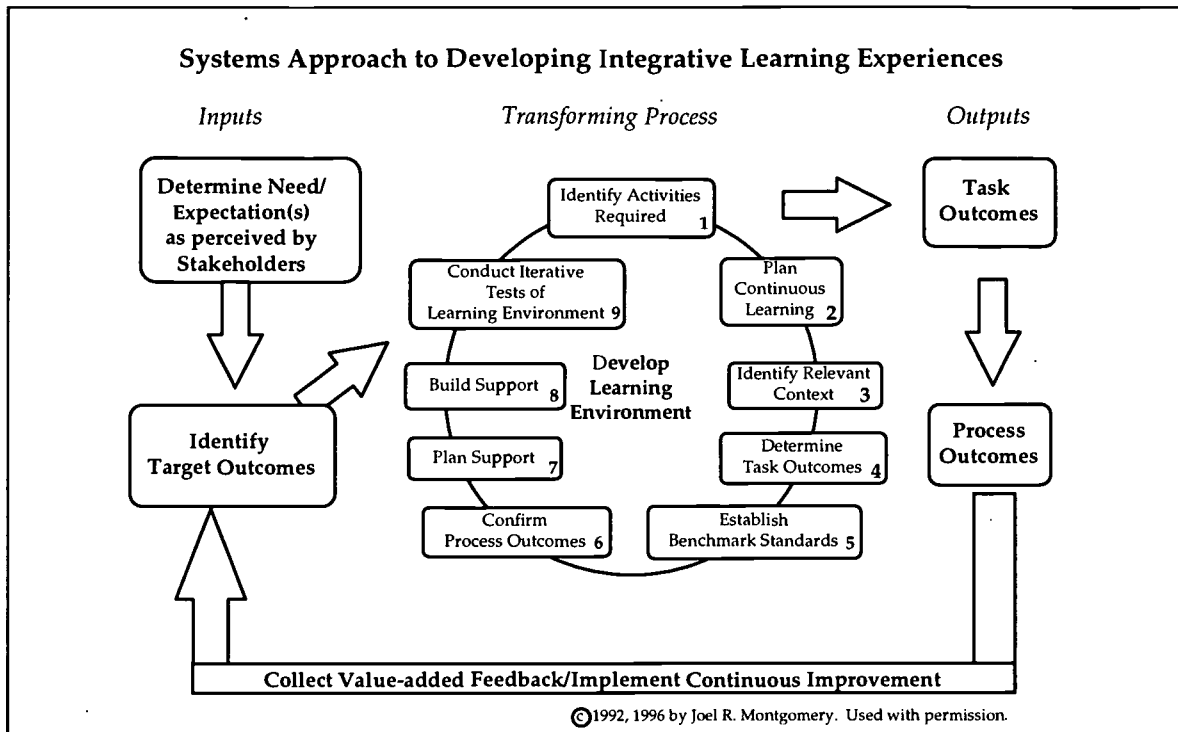 Systems Approach to Developing Integrative Learning Experiences
Inputs
Transforming Process
Outputs
Determine Need/
Expectation(s)
as perceived by
Stakeholders
Identify
Target Outcomes
Identify Activities
Required 1
Plan
Continuous
Learning 2
Identify Relevant
Context 3
Determine
Task Outcomes 4
Establish
Benchmark Standards 5
Confirm
Process Outcomes 6
Plan Support 7
Build Support 8
Conduct Iterative
Tests of
Learning Environment 9
Develop
Learning
Environment
Task
Outcomes
Process
Outcomes
Collect Value-added Feedback/Implement Continuous Improvement
©1992, 1996 by Joel R. Montgomery. Used with permission.